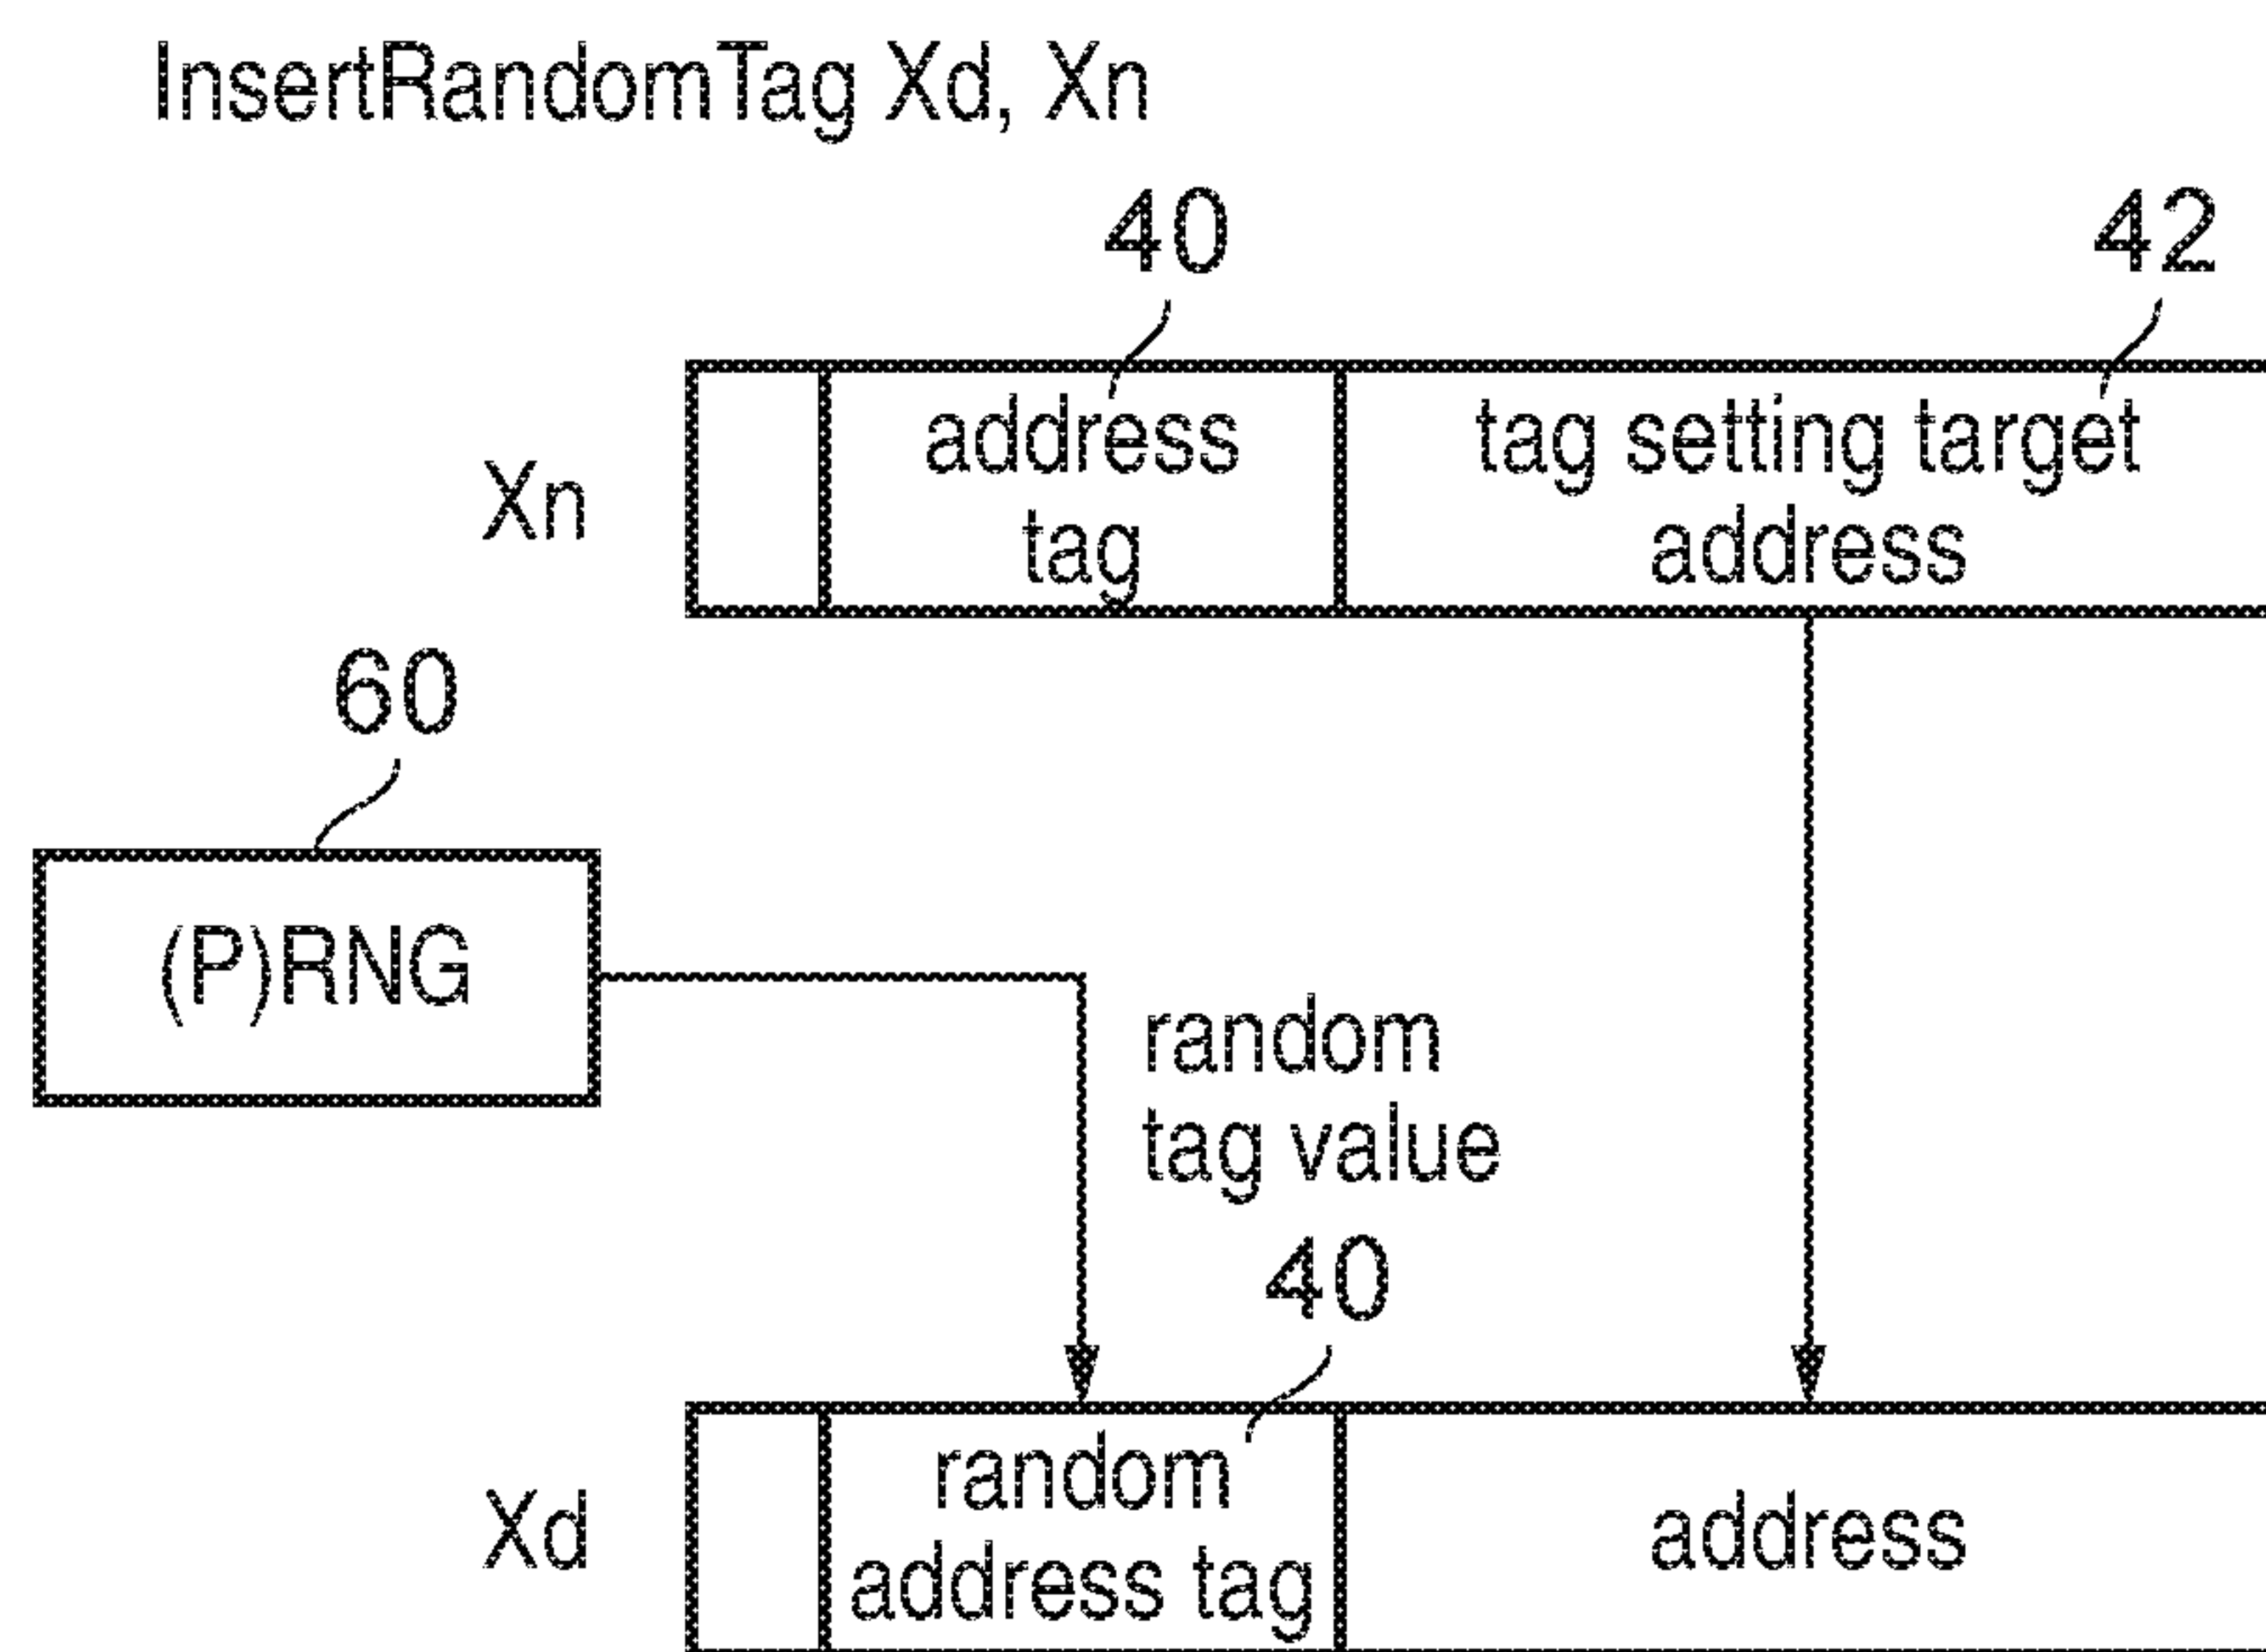 InsertRandomTag Xd, Xn
40
42
Xn
address
tag
tag setting target
address
60
(P)RNG
random
tag value
40
Xd
random
address tag
address